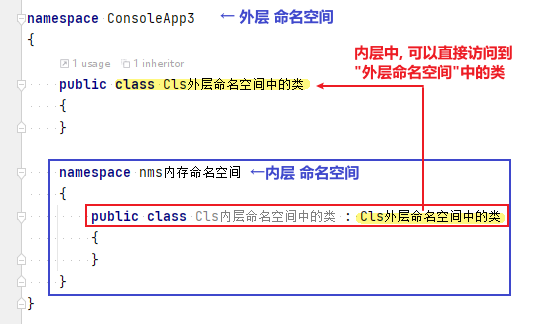 namespace ConsoleApp3 ← 外层 命名空间
{
内层中, 可以直接访问到
"外层命名空间"中的类
1 usage 1 inheritor
public class Cls外层命名空间中的类
{
}
namespace nms内存命名空间 ←内层 命名空间
{
public class Cls内层命名空间中的类 : Cls外层命名空间中的类
{
}
}
}